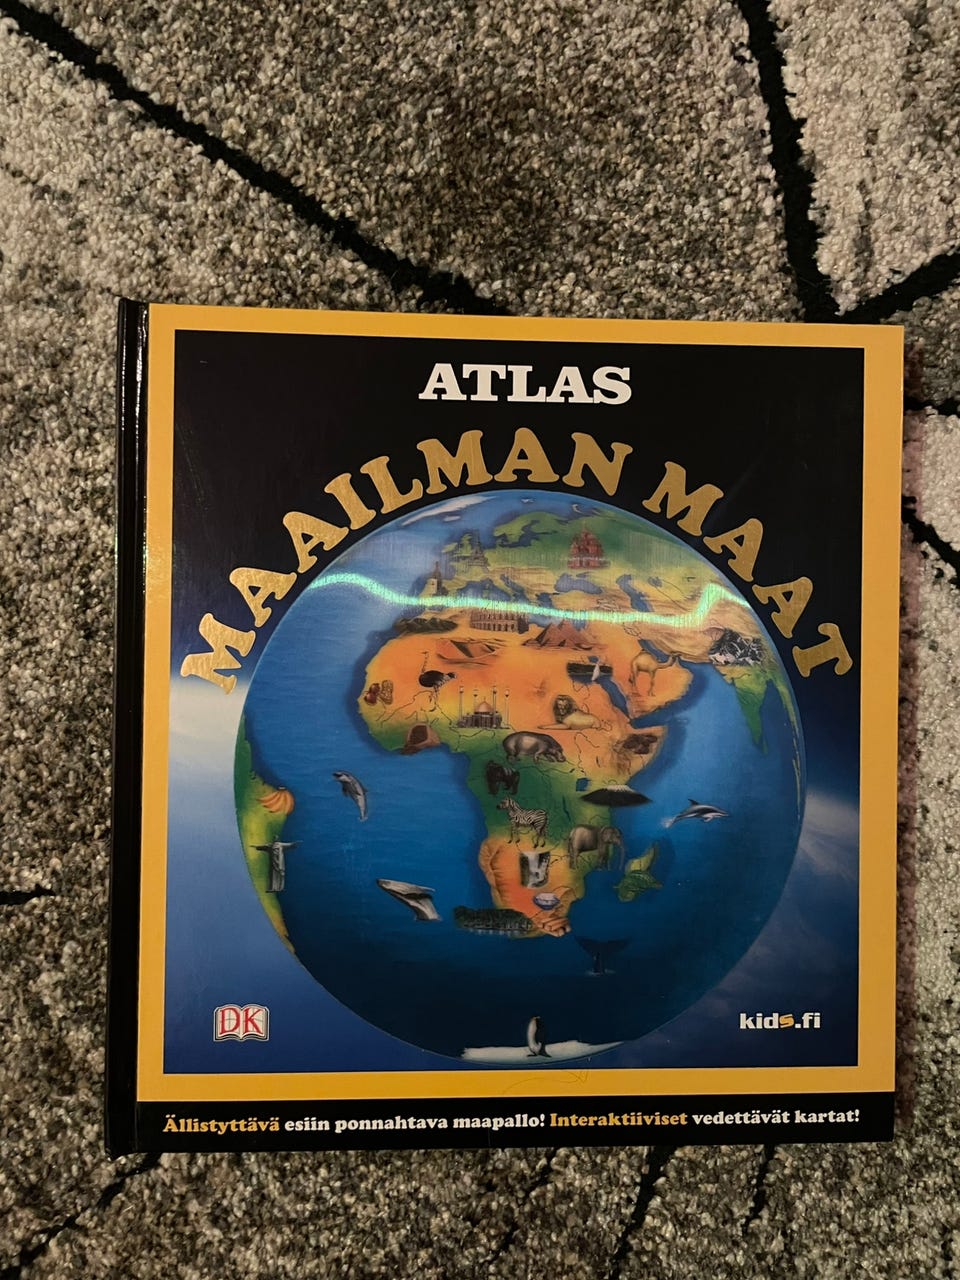 ATLAS
MAAILMAN MAAT
DK
kids.fi
Ällistyttävä esiin ponnahtava maapallo! Interaktiiviset vedettävät kartat!